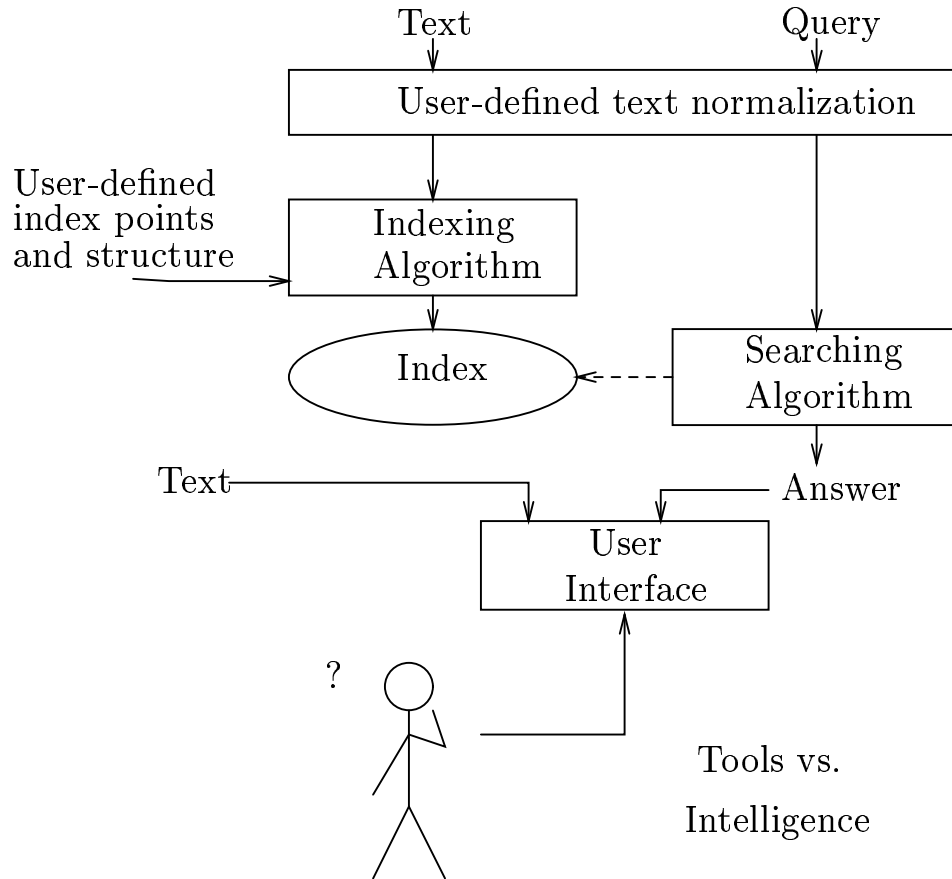 Text
Query
User-defined text normalization
User-defined
index points
and structure
Indexing
Algorithm
Index
Searching
Algorithm
Text
Answer
User
Interface
?
Tools vs.
Intelligence